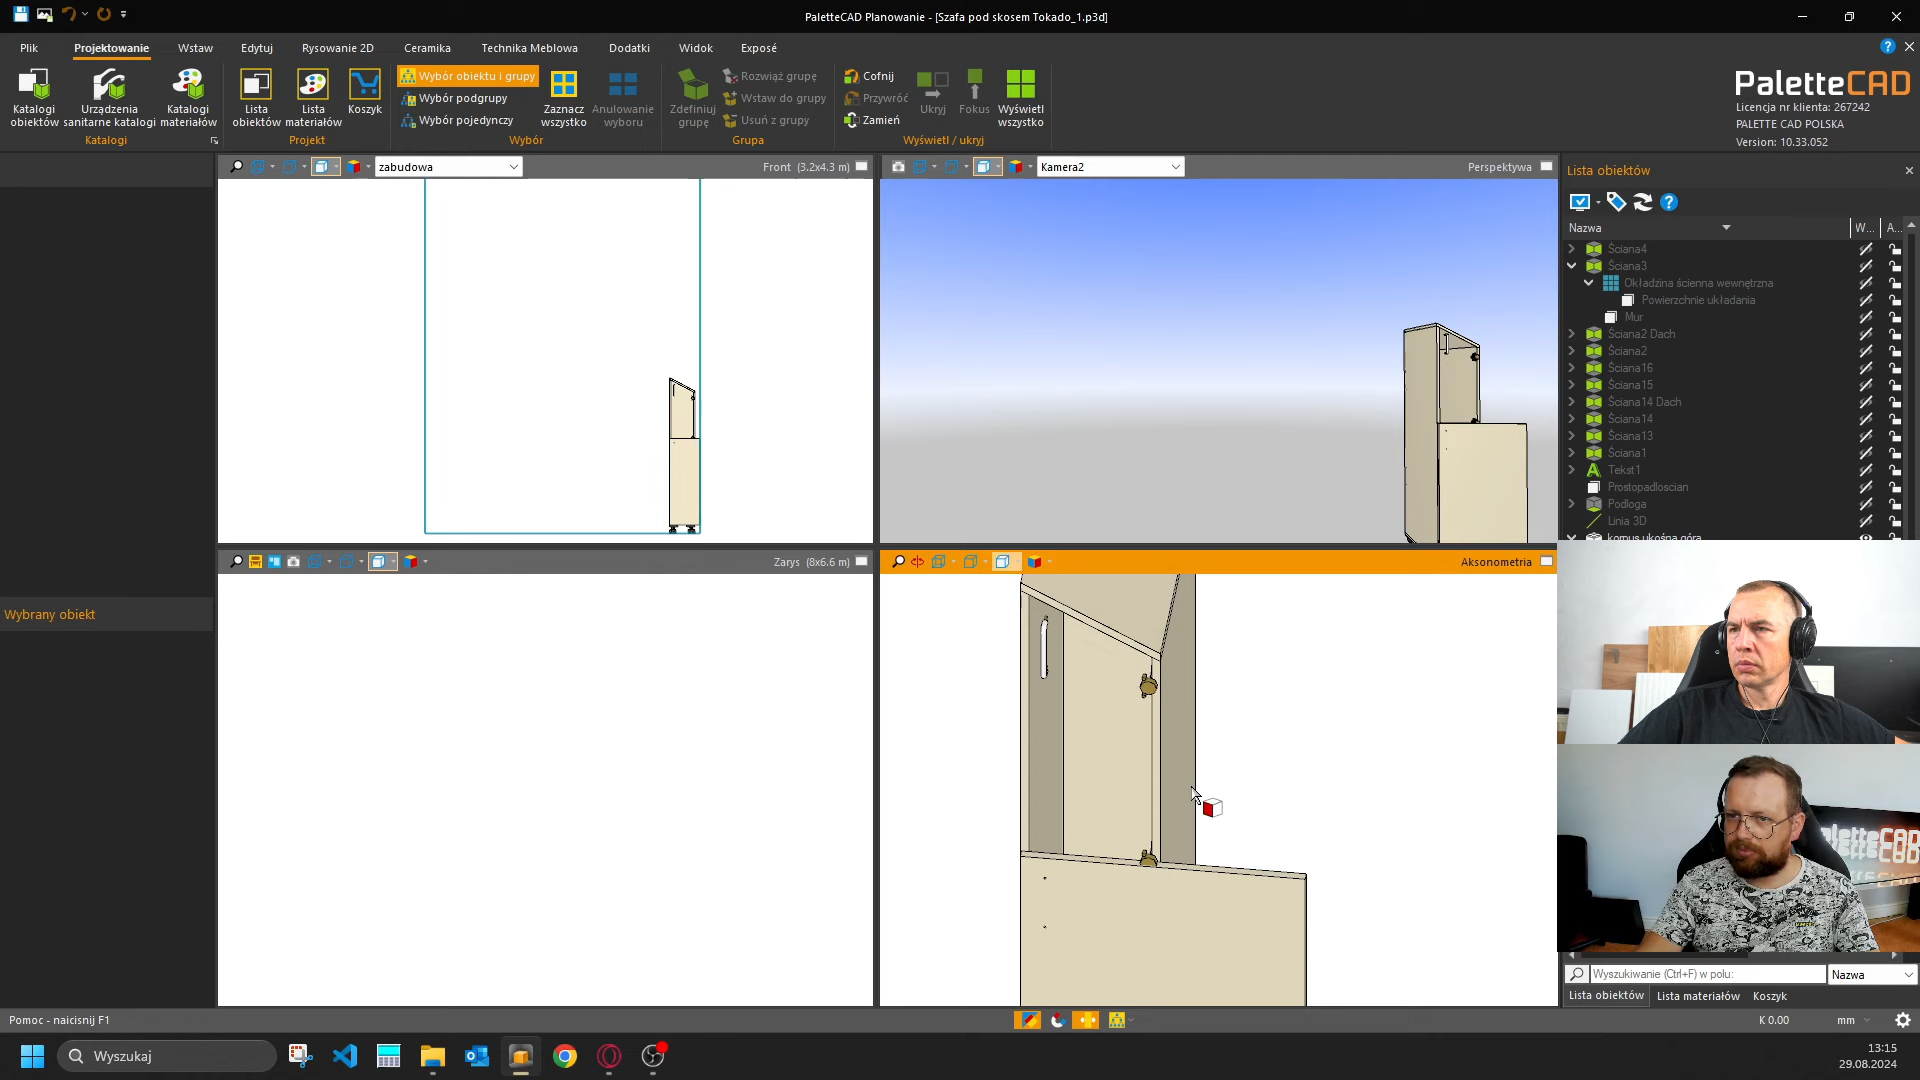 PaletteCAD Planowanie - [Szafa pod skosem Tokado_1.p3d]
Plik Projektowanie Wstaw Edytuj Rysowanie 2D Ceramika Technika Meblowa Dodatki Widok Exposé
Katalogi obiektów
Urządzenia sanitarne katalogi
Katalogi materiałów
Katalogi
Lista obiektów
Lista materiałów
Koszyk
Projekt
Wybór obiektu i grupy
Wybór podgrupy
Wybór pojedynczy
Zaznacz wszystko
Anulowanie wyboru
Wybór
Zdefiniuj grupę
Rozwiąż grupę
Wstaw do grupy
Usuń z grupy
Grupa
Cofnij
Przywróć
Zamień
Ukryj
Fokus
Wyświetl wszystko
Wyświetl / ukryj
PaletteCAD
Licencja nr klienta: 267242
PALETTE CAD POLSKA
Version: 10.33.052
zabudowa
Front (3.2x4.3 m)
Kamera2
Perspektywa
Lista obiektów
Nazwa W... A...
Ściana4
Ściana3
Okładzina ścienna wewnętrzna
Powierzchnie układania
Mur
Ściana2 Dach
Ściana2
Ściana16
Ściana15
Ściana14 Dach
Ściana14
Ściana13
Ściana1
Tekst1
Prostopadloscian
Podloga
Linia 3D
korpus ukośna góra
Zarys (8x6.6 m)
Aksonometria
Wybrany obiekt
PaletteCAD
Wyszukiwanie (Ctrl+F) w polu:
Nazwa
Lista obiektów Lista materiałów Koszyk
Pomoc - naicisnij F1
K 0.00
mm
Wyszukaj
13:15
29.08.2024